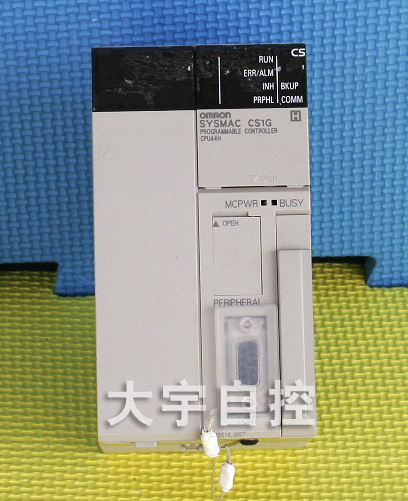 CS
RUN
ERR/ALM
INH BKUP
PRPHL COMM
OMRON
SYSMAC CS1G H
PROGRAMMABLE CONTROLLER
CPU44H
▽ OPEN
MCPWR ■ ■ BUSY
▲ OPEN
PERIPHERAL
大宇自控